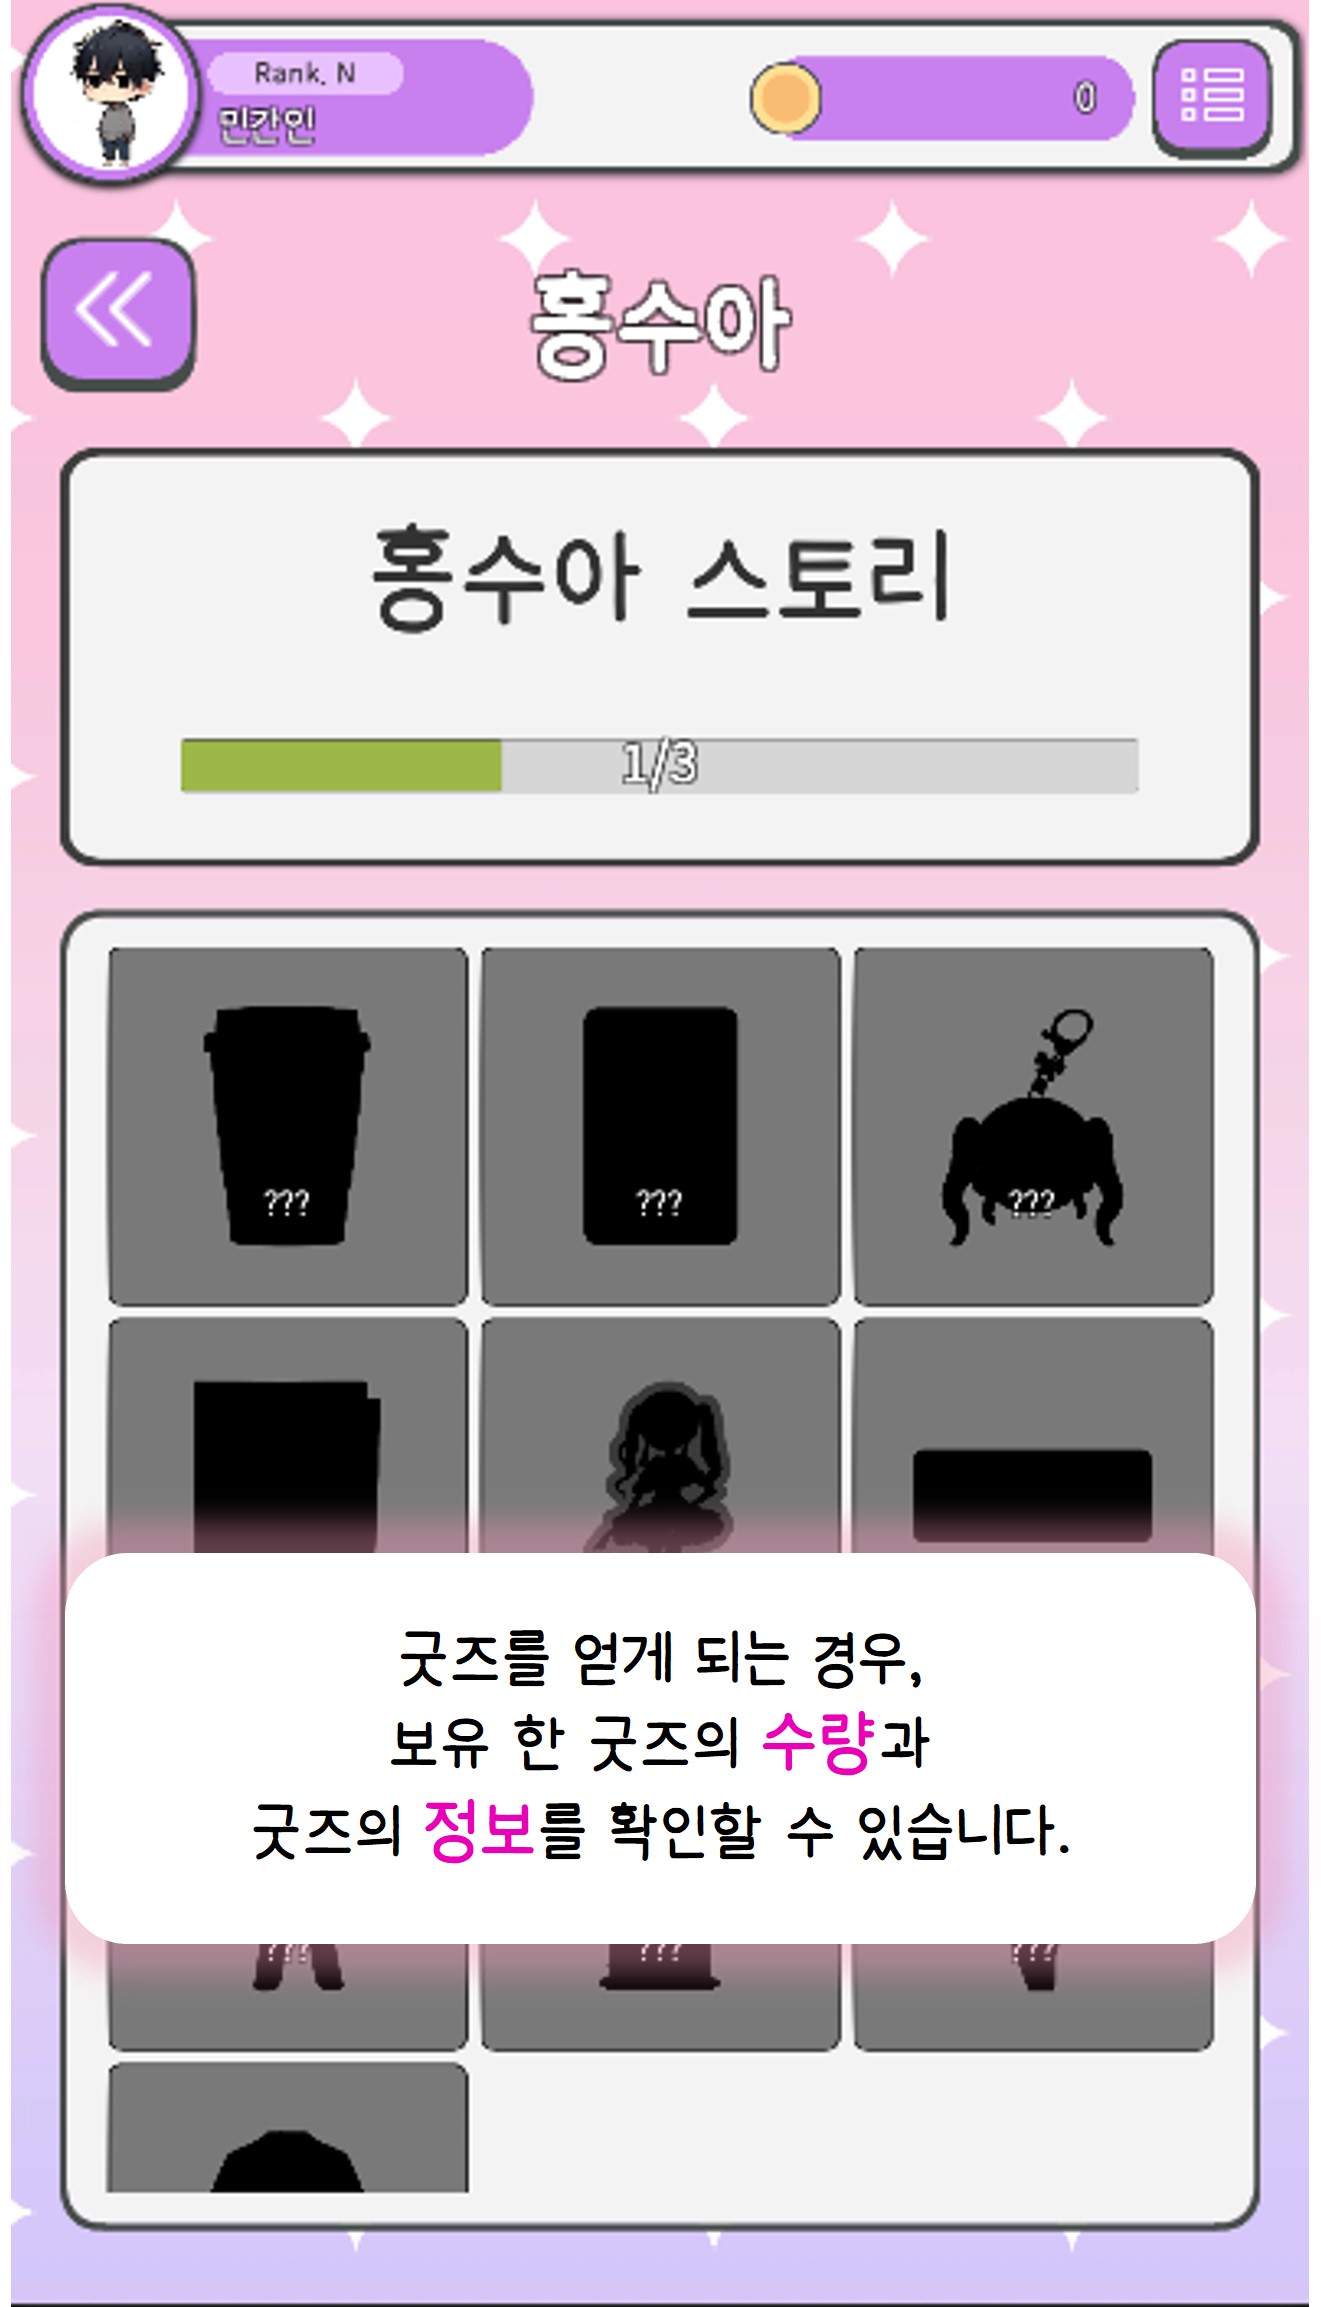 Rank. N
민간인
0
홍수아
홍수아 스토리
1/3
???
???
???
굿즈를 얻게 되는 경우,
보유 한 굿즈의 수량과
굿즈의 정보를 확인할 수 있습니다.
???
???
???